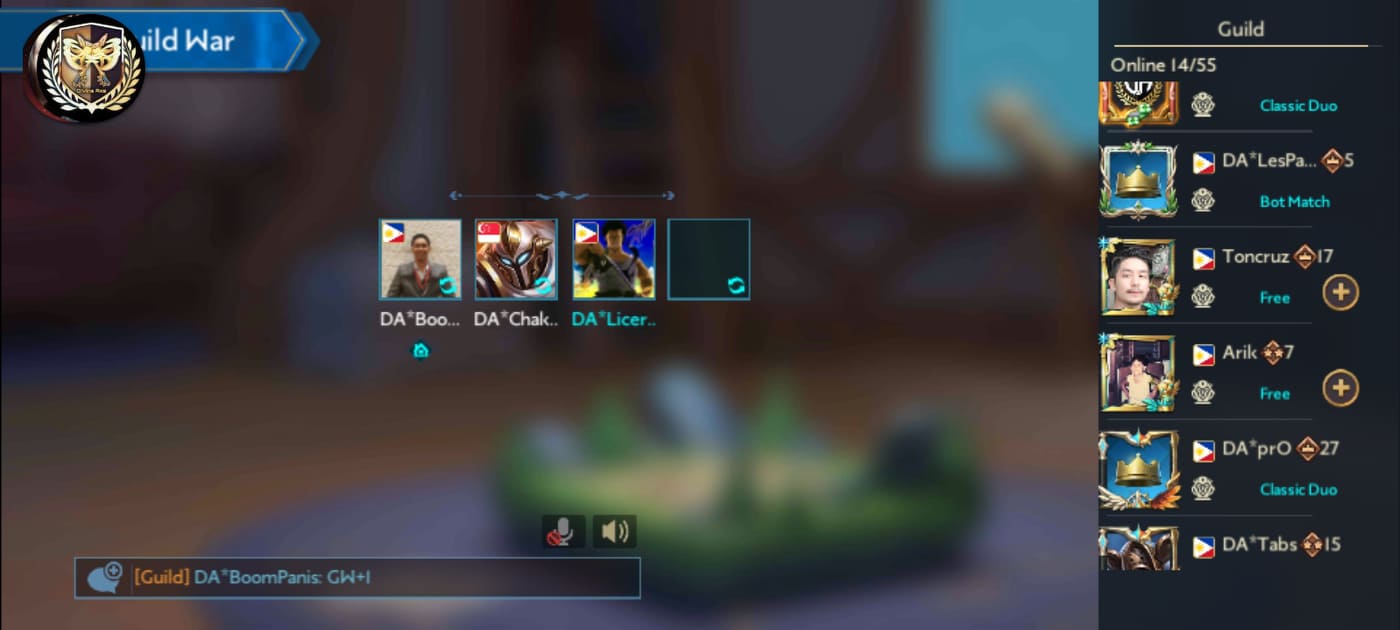 uild War
DA*Boo...
DA*Chak..
DA*Licer..
[Guild] DA*BoomPanis: GW+1
Guild
Online 14/55
Classic Duo
DA*LesPa... 5
Bot Match
Toncruz 17
Free
Arik 7
Free
DA*prO 27
Classic Duo
DA*Tabs 15